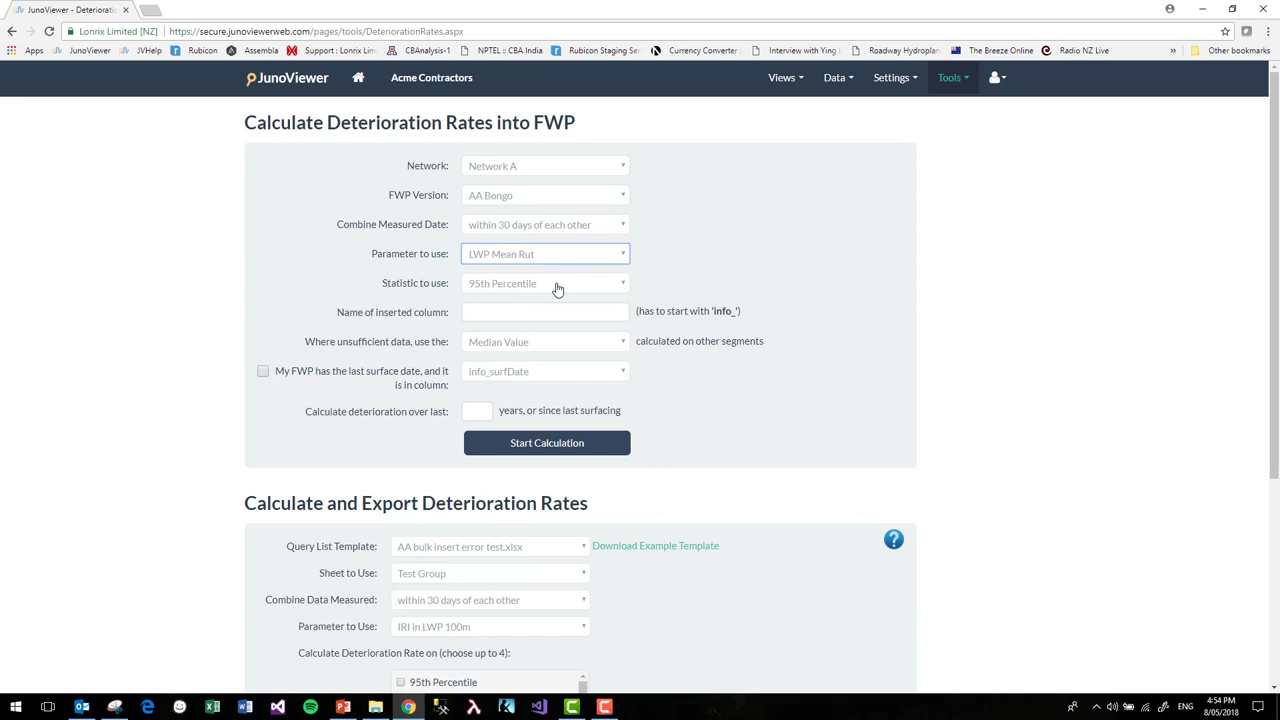 JunoViewer - Deterioratio
Lonrix Limited [NZ] | https://secure.junoviewerweb.com/pages/tools/DeteriorationRates.aspx
Apps JunoViewer JVHelp Rubicon Assembla Support : Lonrix Lim CBAnalysis-1 NPTEL :: CBA India Rubicon Staging Se Currency Converter Interview with Ying L Roadway Hydroplan The Breeze Online Radio NZ Live » Other bookmarks
JunoViewer Acme Contractors Views Data Settings Tools
Calculate Deterioration Rates into FWP
Network: Network A
FWP Version: AA Bongo
Combine Measured Date: within 30 days of each other
Parameter to use: LWP Mean Rut
Statistic to use: 95th Percentile
Name of inserted column: (has to start with 'info_')
Where unsufficient data, use the: Median Value calculated on other segments
My FWP has the last surface date, and it info_surfDate
is in column:
Calculate deterioration over last: years, or since last surfacing
Start Calculation
Calculate and Export Deterioration Rates
?
Query List Template: AA bulk insert error test.xlsx Download Example Template
Sheet to Use: Test Group
Combine Data Measured: within 30 days of each other
Parameter to Use: IRI in LWP 100m
Calculate Deterioration Rate on (choose up to 4):
95th Percentile
ENG
4:54 PM
8/05/2018